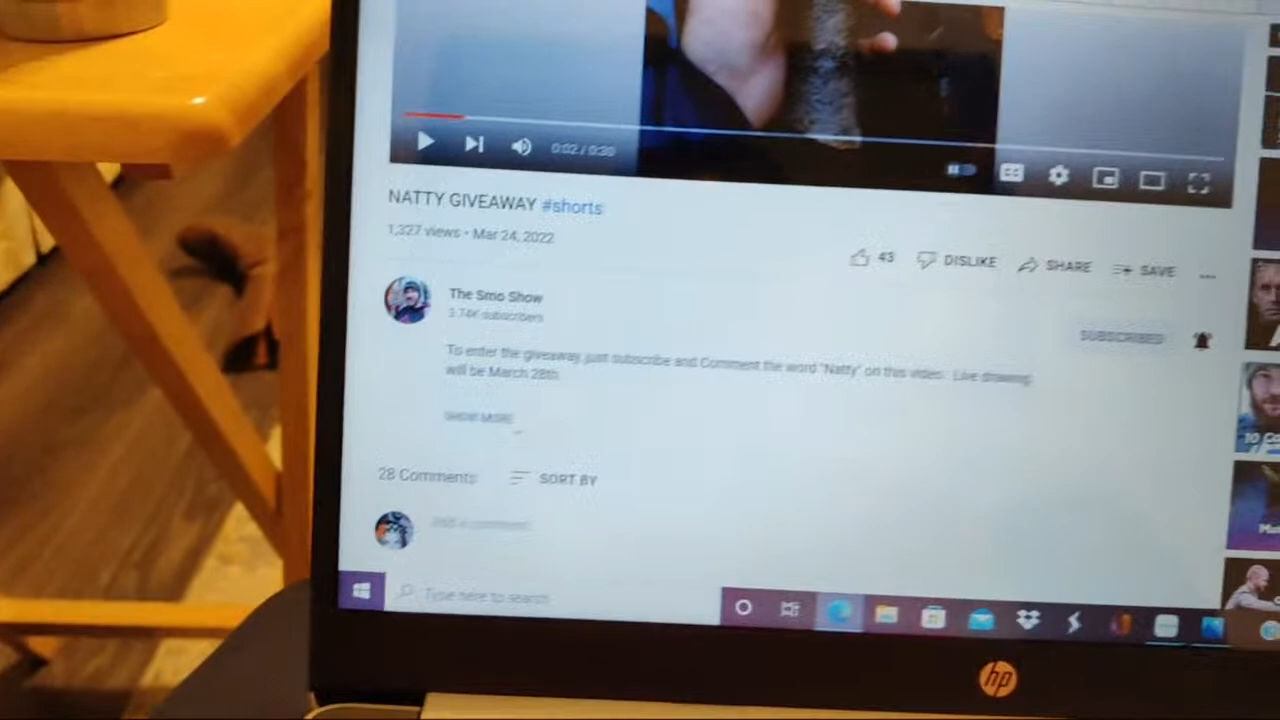 0:02 / 0:30
NATTY GIVEAWAY #shorts
1,327 views • Mar 24, 2022
43 DISLIKE SHARE SAVE
The Smo Show
3.74K subscribers
SUBSCRIBED
To enter the giveaway, just subscribe and Comment the word "Natty" on this video. Live drawing
will be March 28th
SHOW MORE
28 Comments SORT BY
Add a comment
Type here to search
hp